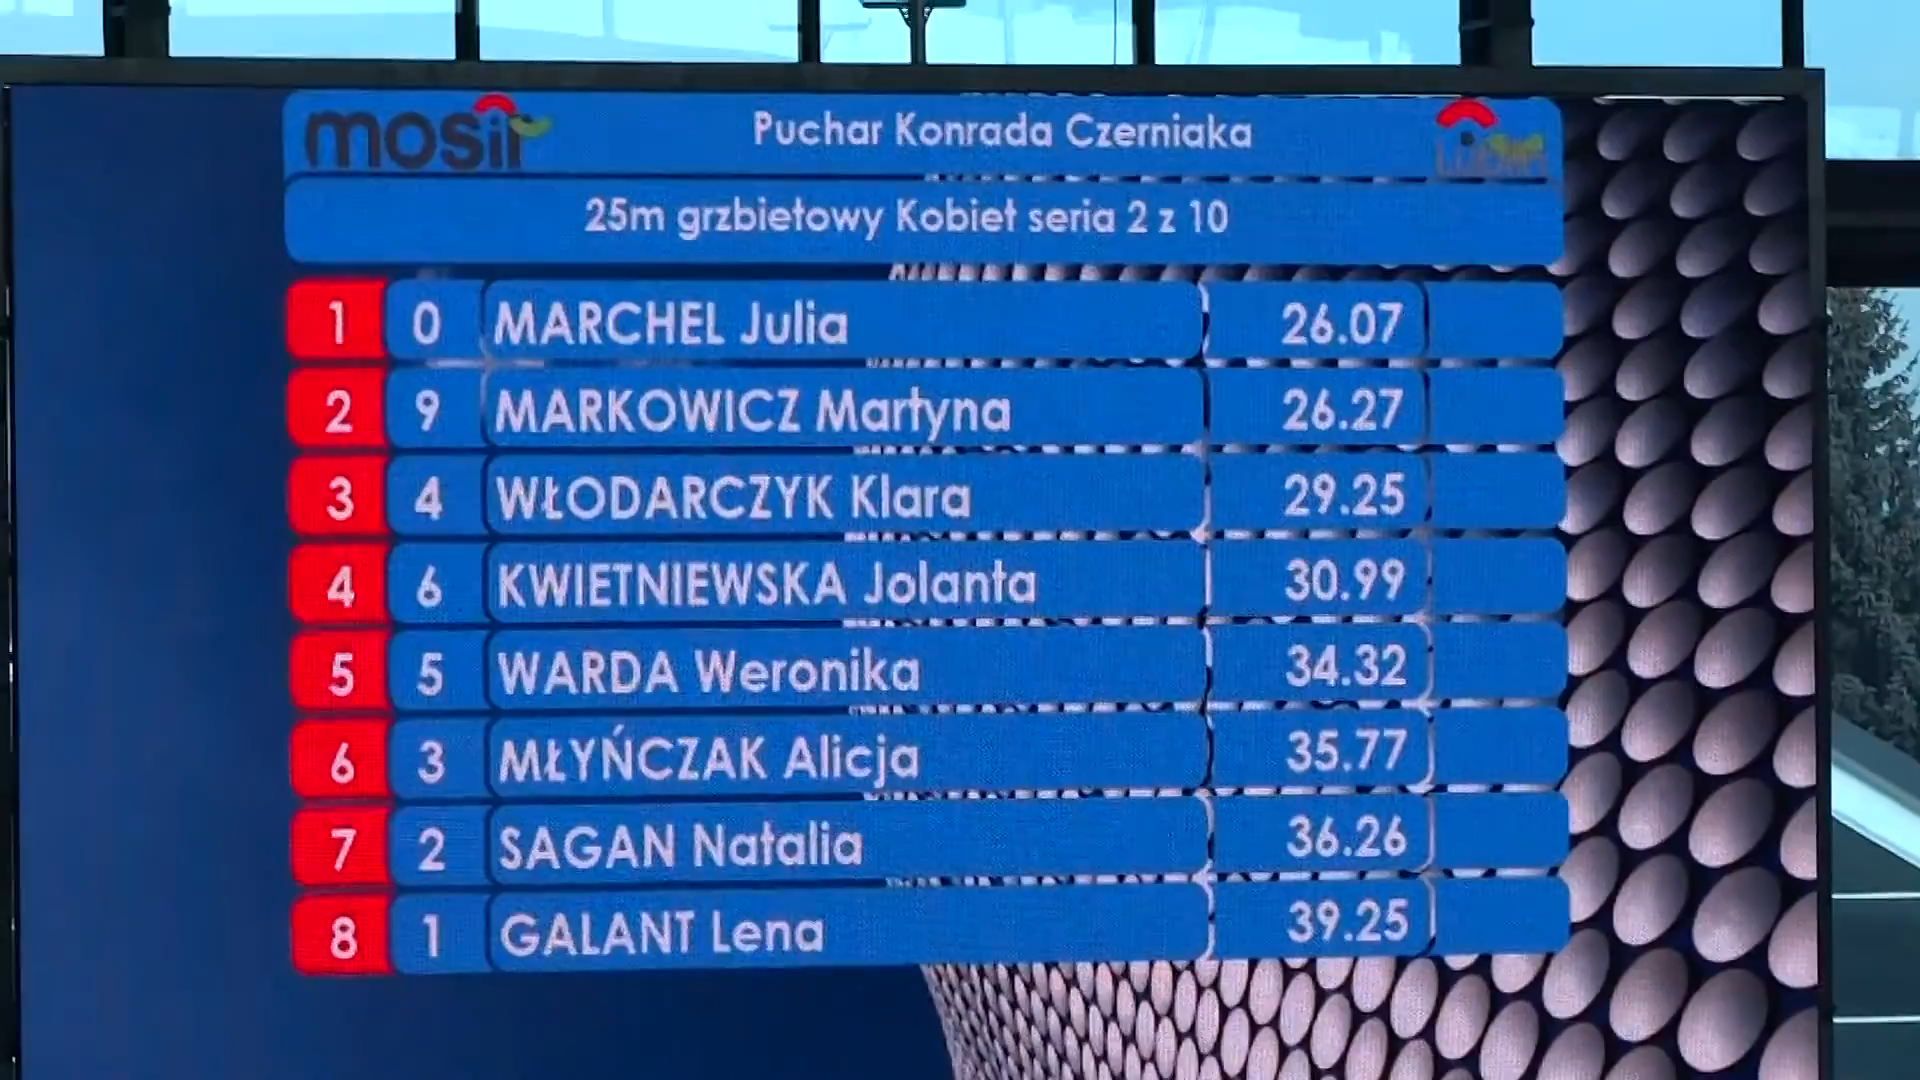 mosir Puchar Konrada Czerniaka Lublin
25m grzbietowy Kobiet seria 2 z 10
1 0 MARCHEL Julia 26.07
2 9 MARKOWICZ Martyna 26.27
3 4 WŁODARCZYK Klara 29.25
4 6 KWIETNIEWSKA Jolanta 30.99
5 5 WARDA Weronika 34.32
6 3 MŁYŃCZAK Alicja 35.77
7 2 SAGAN Natalia 36.26
8 1 GALANT Lena 39.25